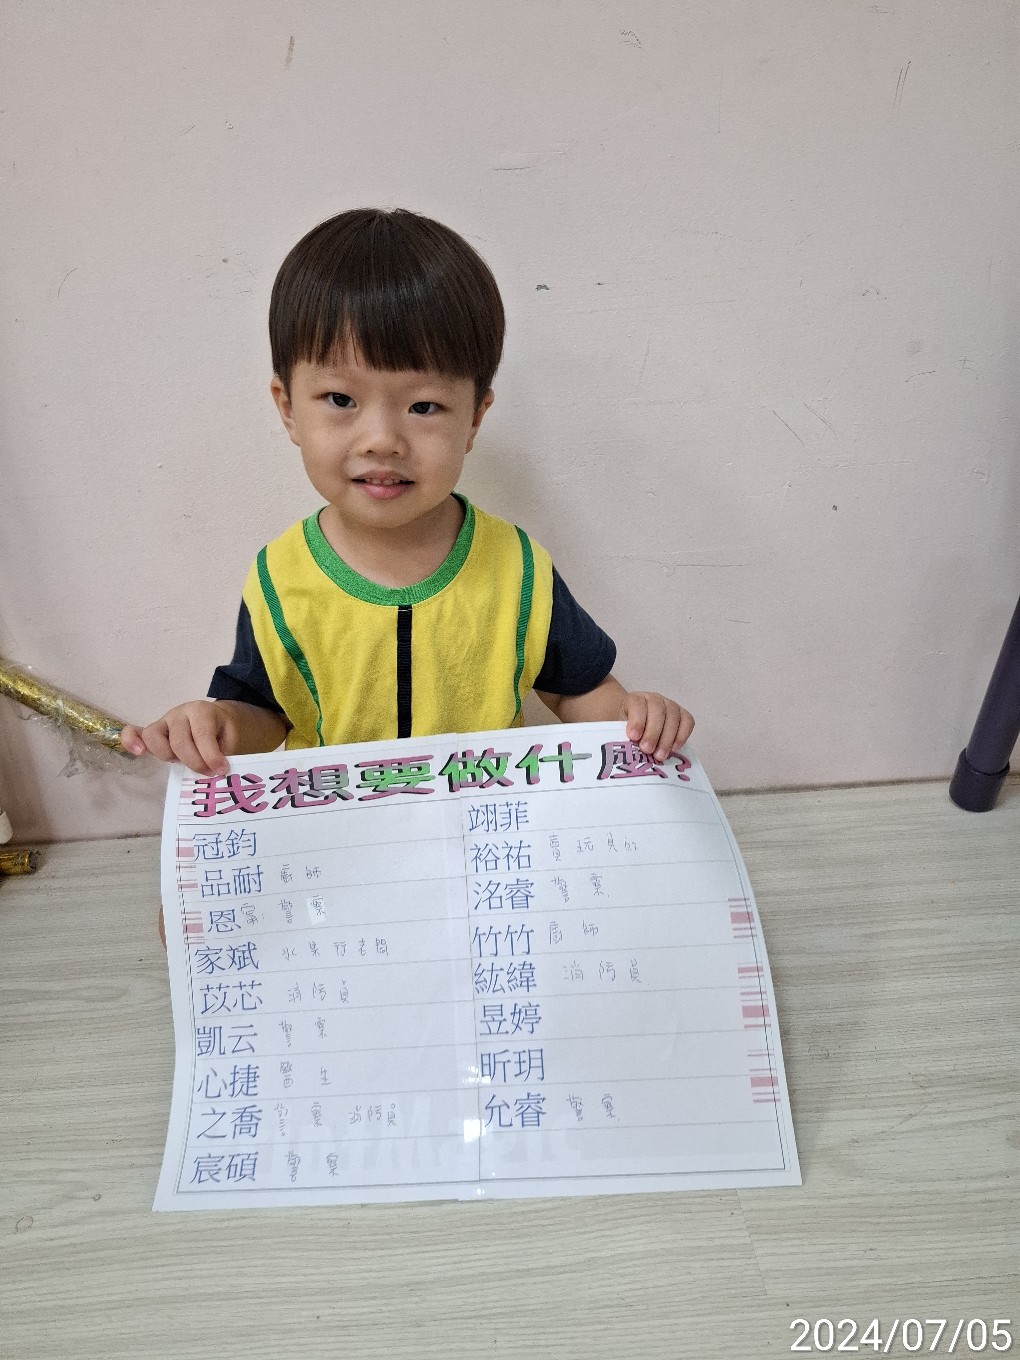 我想要做什麼?
冠鈞
品耐 廚師
恩甯 警察
家斌 水果行老闆
苡芯 消防員
凱云 警察
心捷 醫生
之喬 警察 消防員
宸碩 警察
翊菲
裕祐 賣玩具的
洺睿 警察
竹竹 廚師
紘緯 消防員
昱婷
昕玥
允睿 警察
2024/07/05